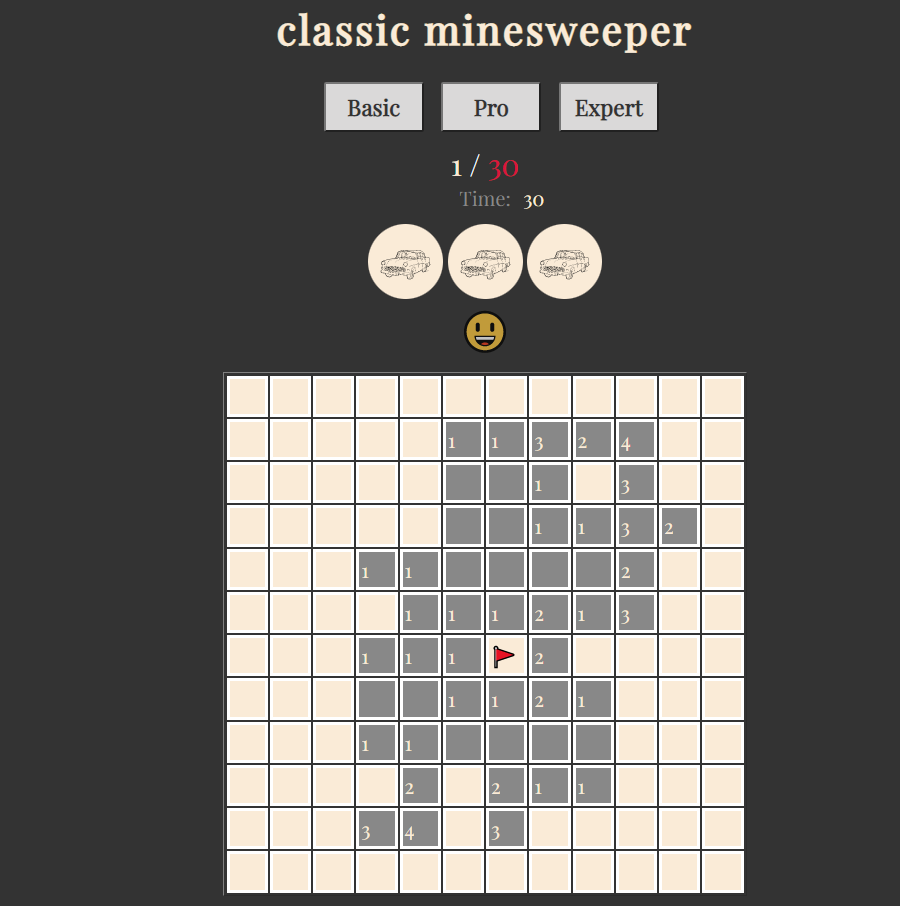 classic minesweeper
Basic Pro Expert
1 / 30
Time: 30
1 1 3 2 4
1 3
1 1 3 2
1 1 2
1 1 1 2 1 3
1 1 1 2
1 1 2 1
1 1
2 2 1 1
3 4 3